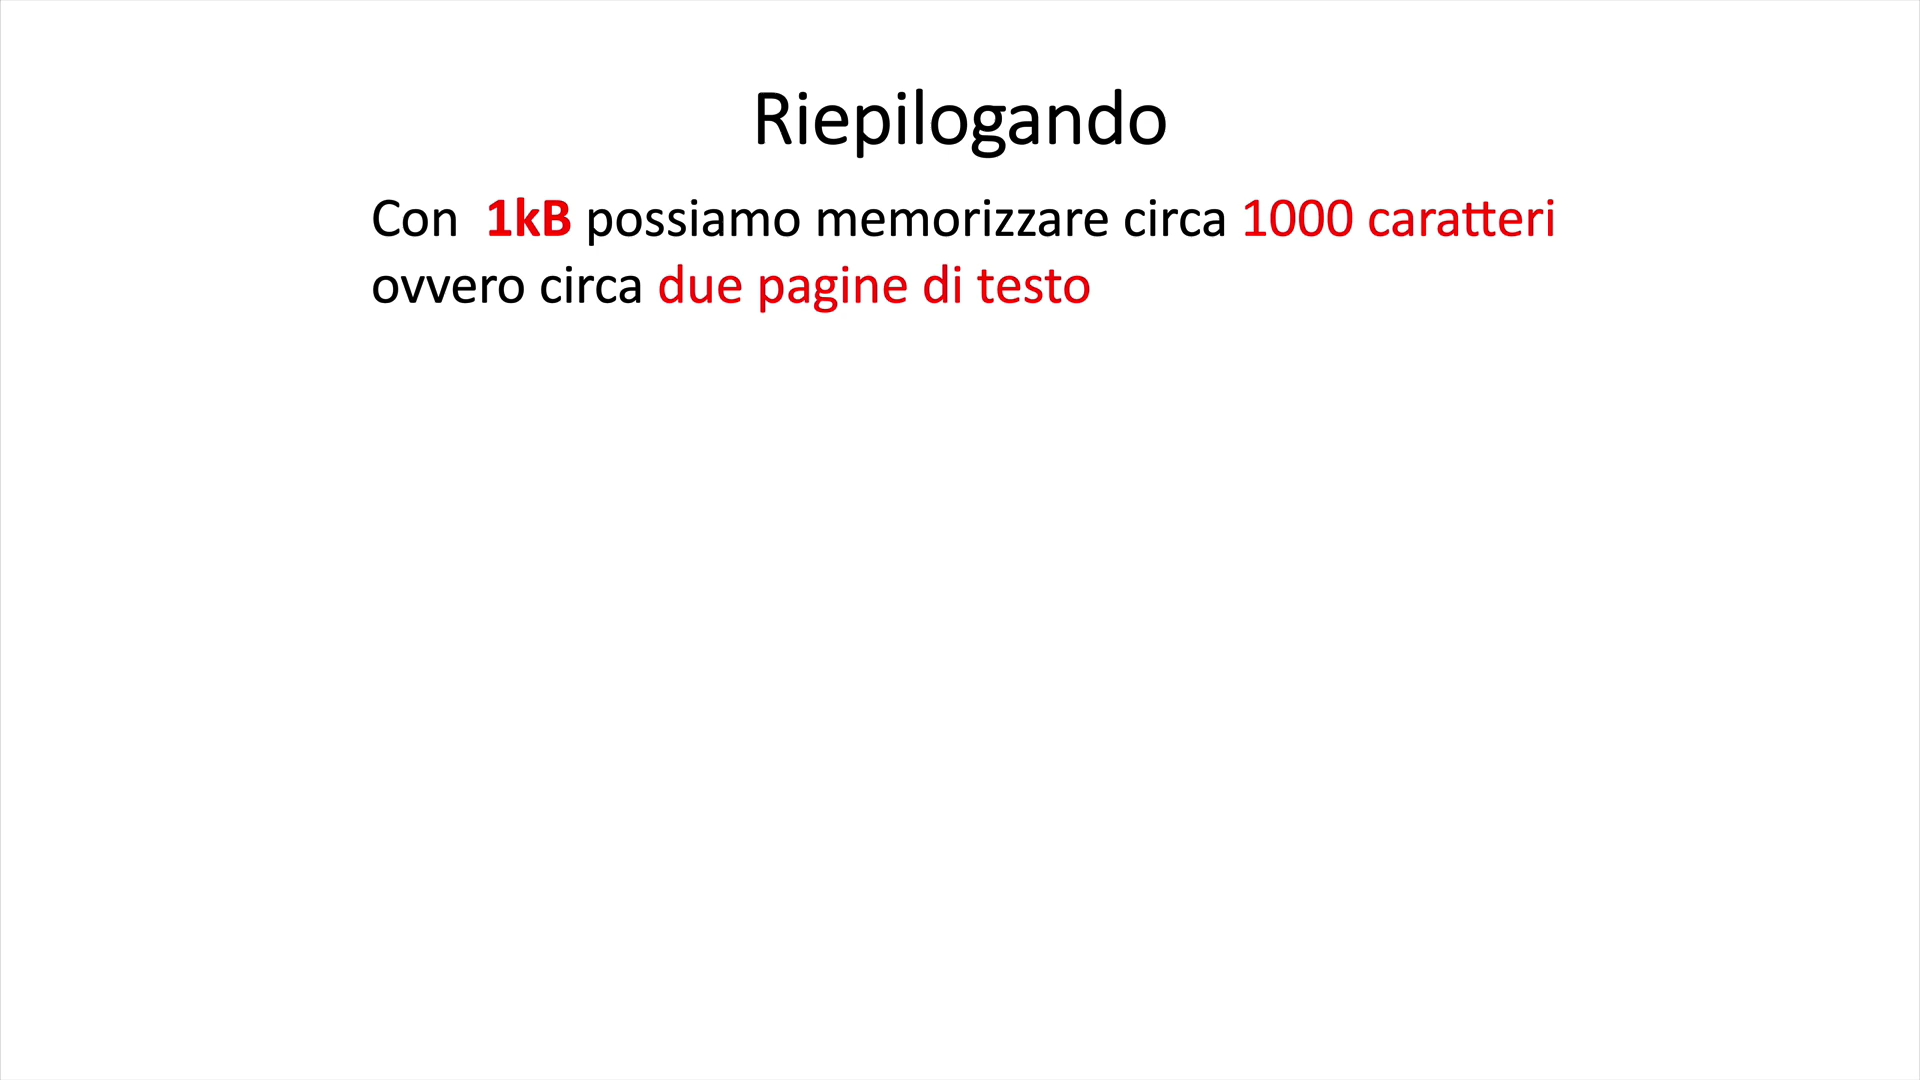 Riepilogando
Con  1kB possiamo memorizzare circa 1000 caratteri
ovvero circa due pagine di testo